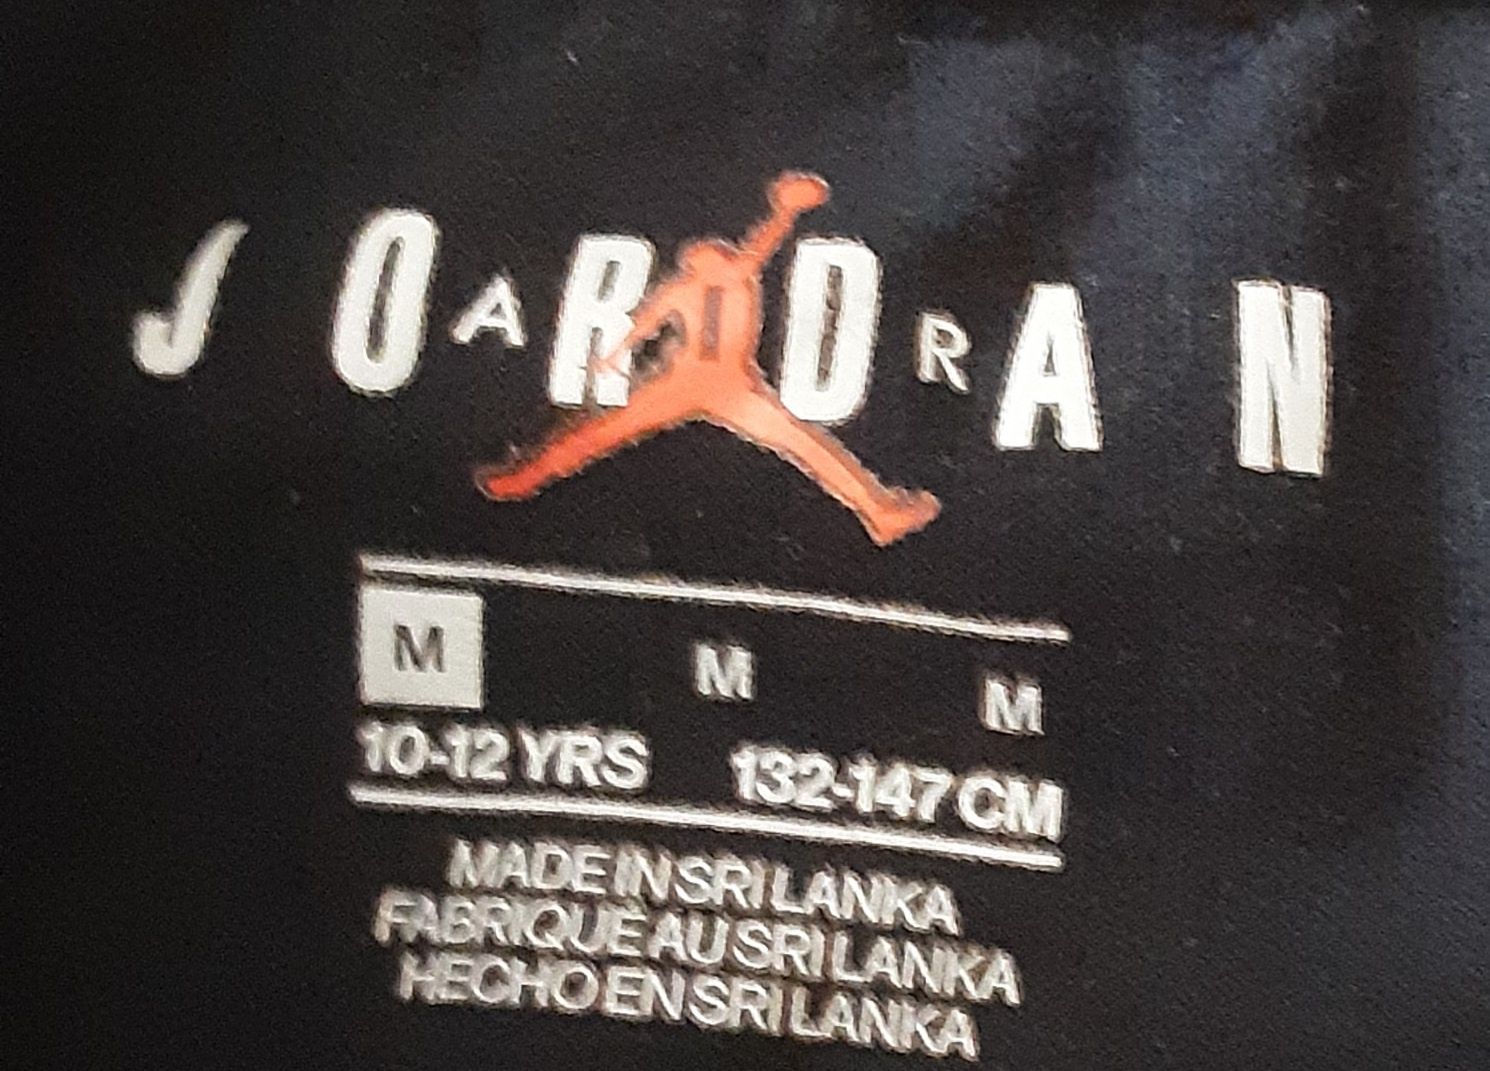 JORDAN
AIR
M M M
10-12 YRS 132-147 CM
MADE IN SRI LANKA
FABRIQUE AU SRI LANKA
HECHO EN SRI LANKA